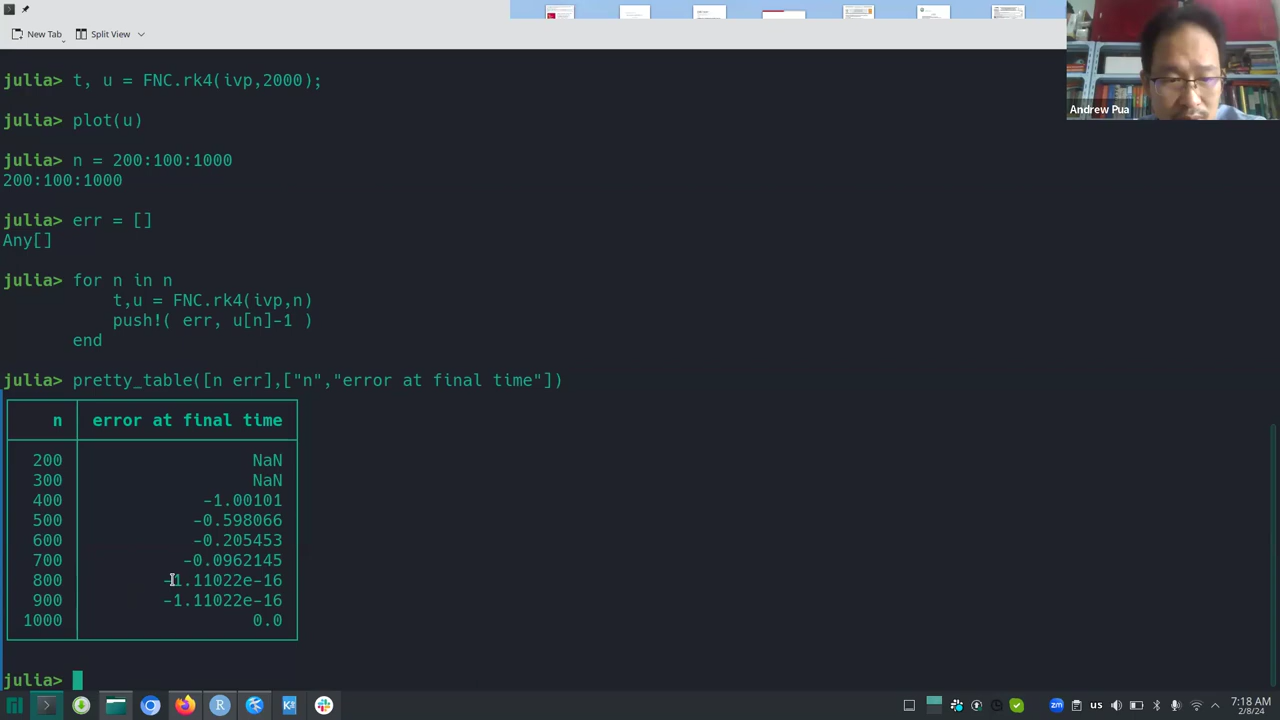 New Tab
Split View
Andrew Pua
julia> t, u = FNC.rk4(ivp,2000);
julia> plot(u)
julia> n = 200:100:1000
200:100:1000
julia> err = []
Any[]
julia> for n in n
t,u = FNC.rk4(ivp,n)
push!( err, u[n]-1 )
end
julia> pretty_table([n err],["n","error at final time"])
n error at final time
200 NaN
300 NaN
400 -1.00101
500 -0.598066
600 -0.205453
700 -0.0962145
800 -1.11022e-16
900 -1.11022e-16
1000 0.0
julia>
us
7:18 AM
2/8/24